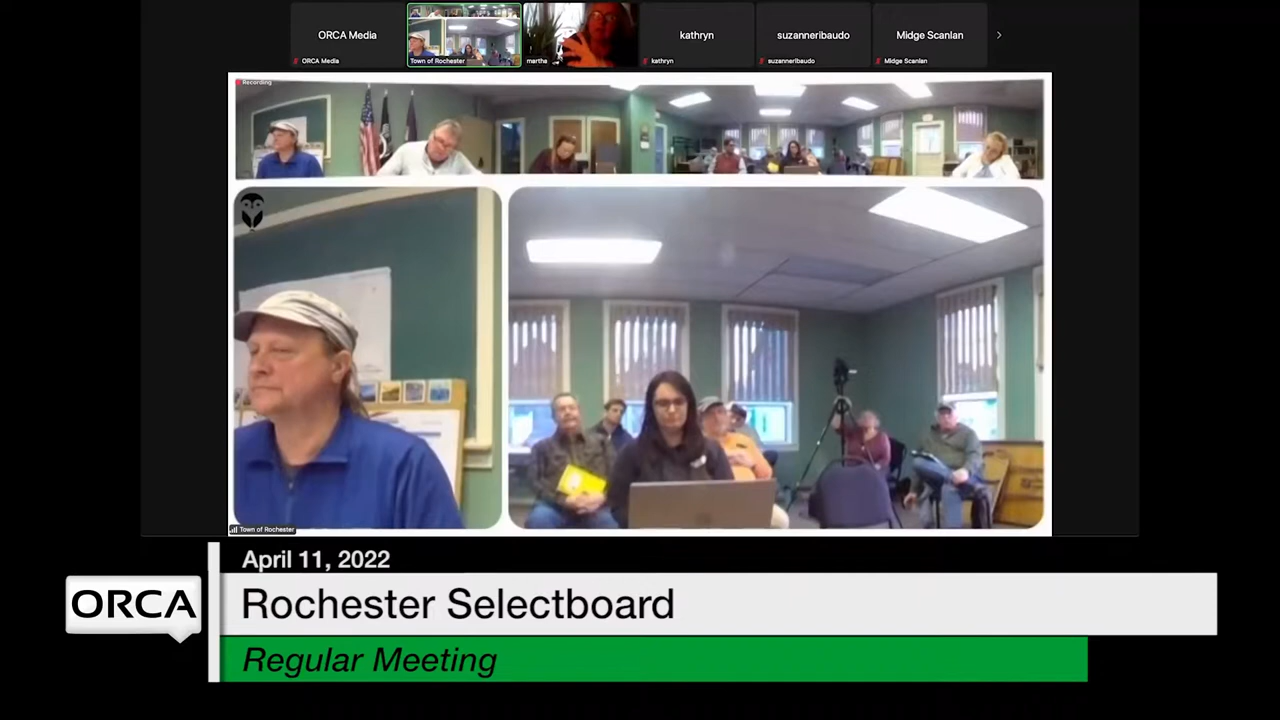 ORCA Media
kathryn
suzanneribaudo
Midge Scanlan
ORCA Media
Town of Rochester
martha
kathryn
suzanneribaudo
Midge Scanlan
Recording
Town of Rochester
April 11, 2022
ORCA
Rochester Selectboard
Regular Meeting